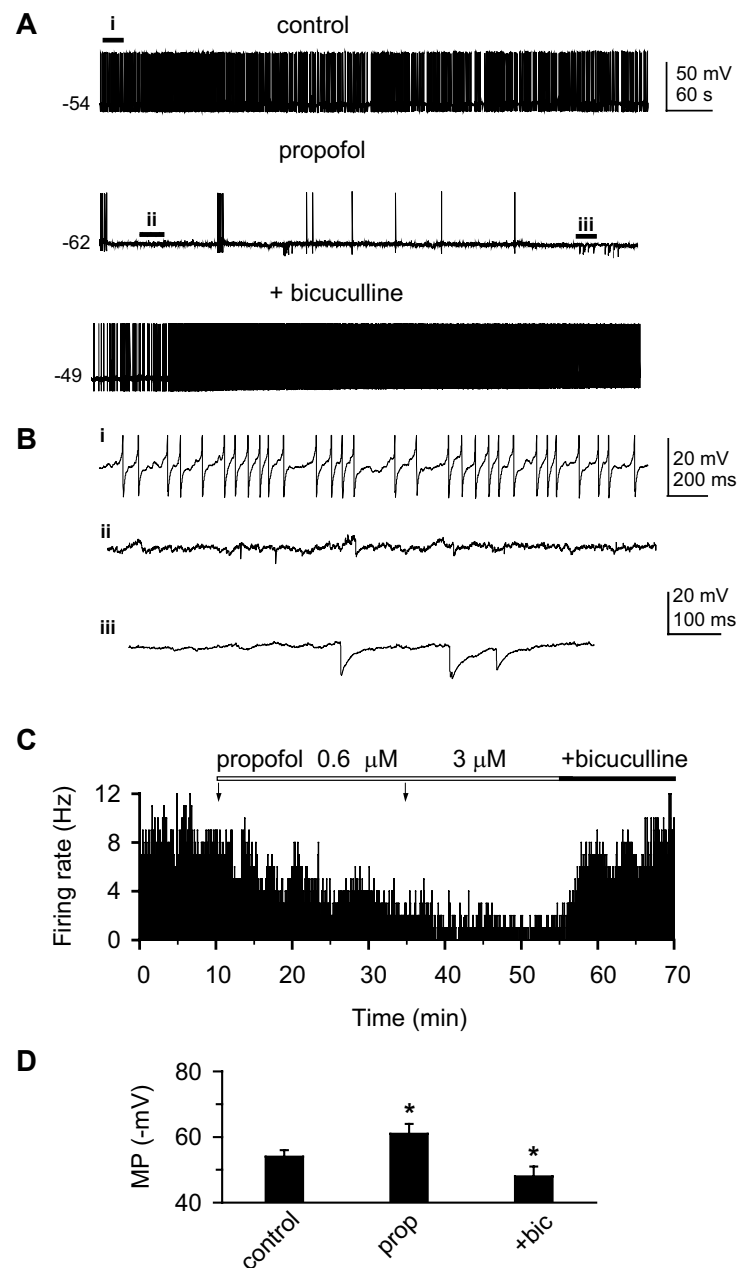 A
i
control
-54
50 mV
60 s
propofol
ii
iii
-62
+ bicuculline
-49
B
i
20 mV
200 ms
ii
20 mV
100 ms
iii
C
propofol 0.6 μM 3 μM +bicuculline
12
8
4
0
Firing rate (Hz)
0 10 20 30 40 50 60 70
Time (min)
D
80
60
40
MP (-mV)
* *
control prop +bic